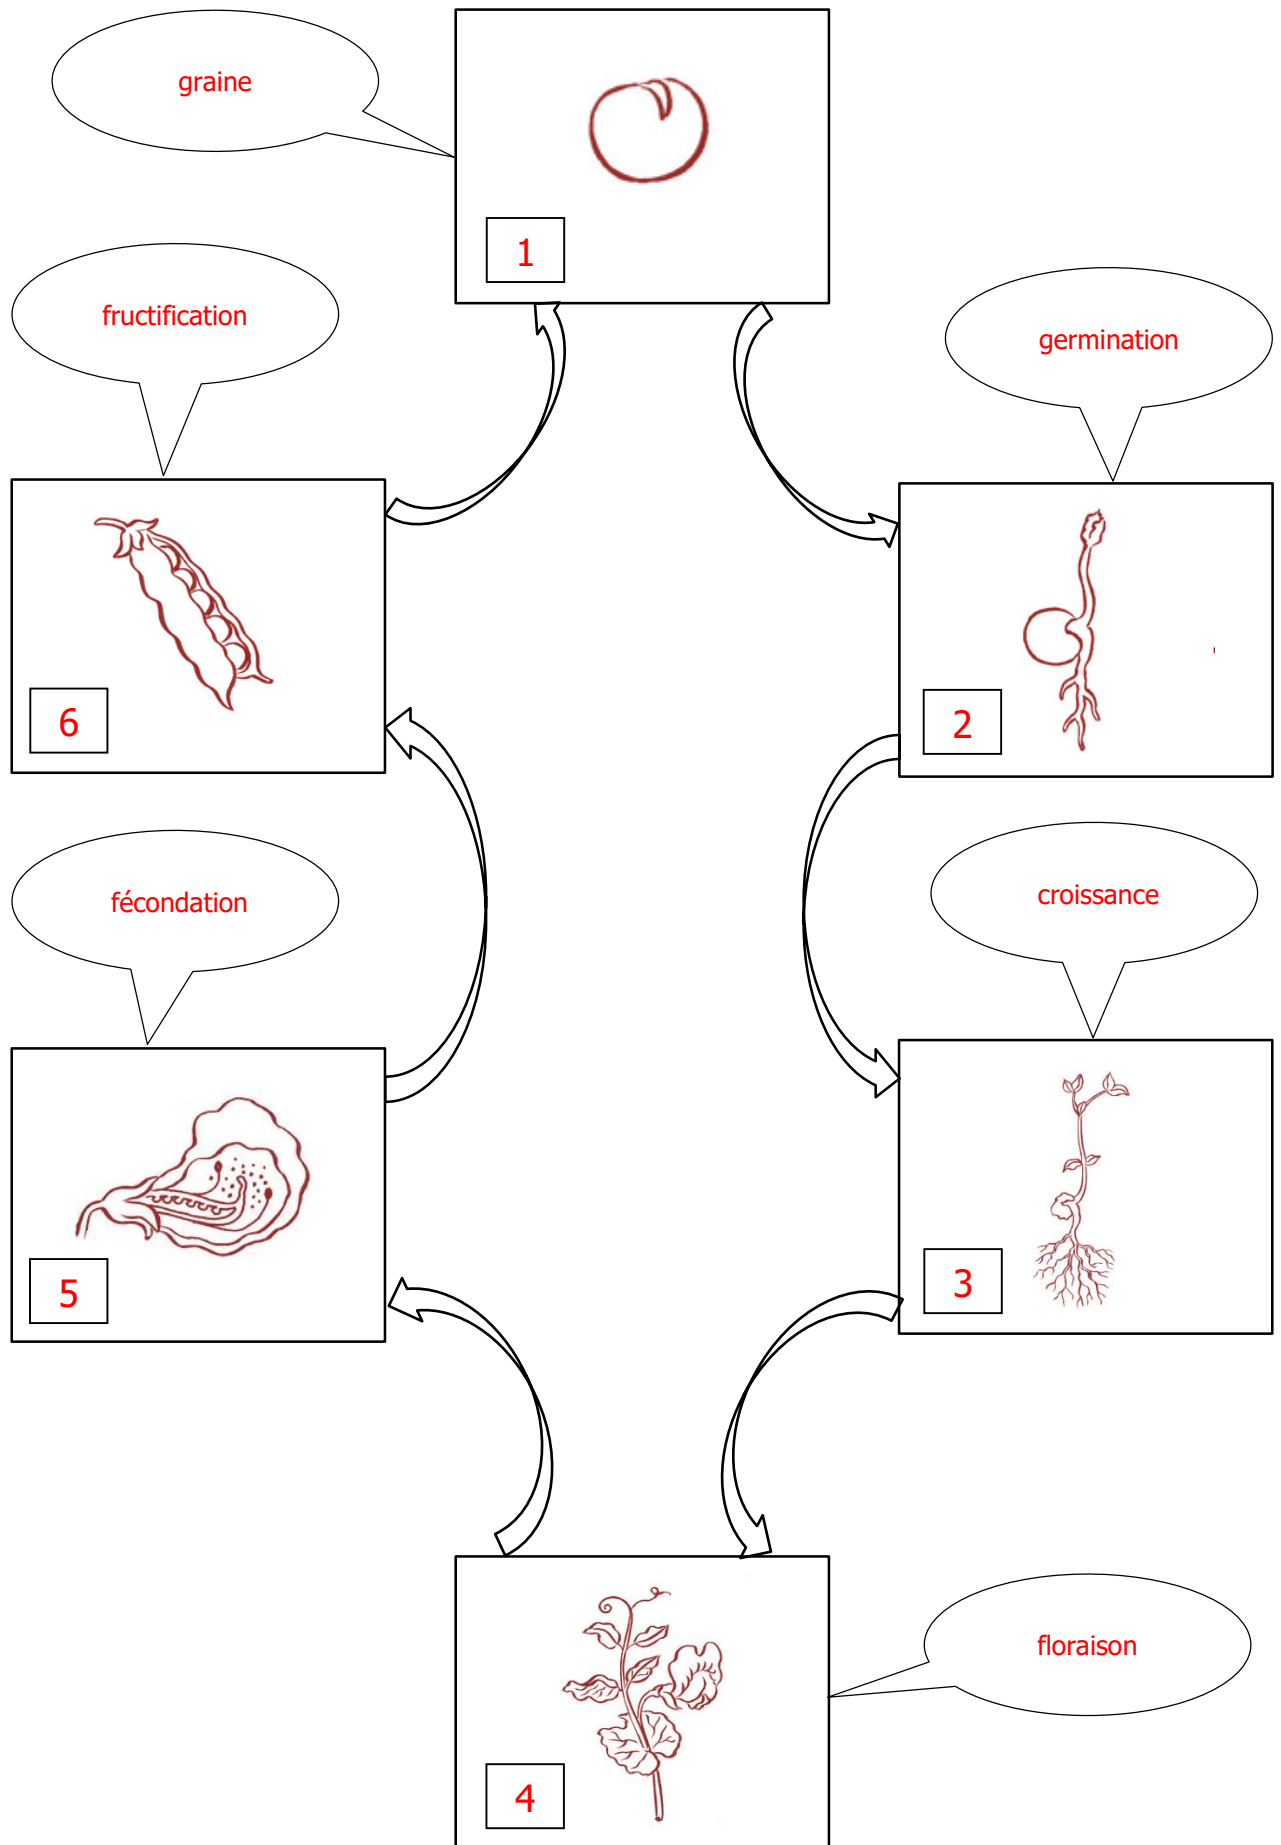 graine
1
fructification
germination
6
2
fécondation
croissance
5
3
floraison
4